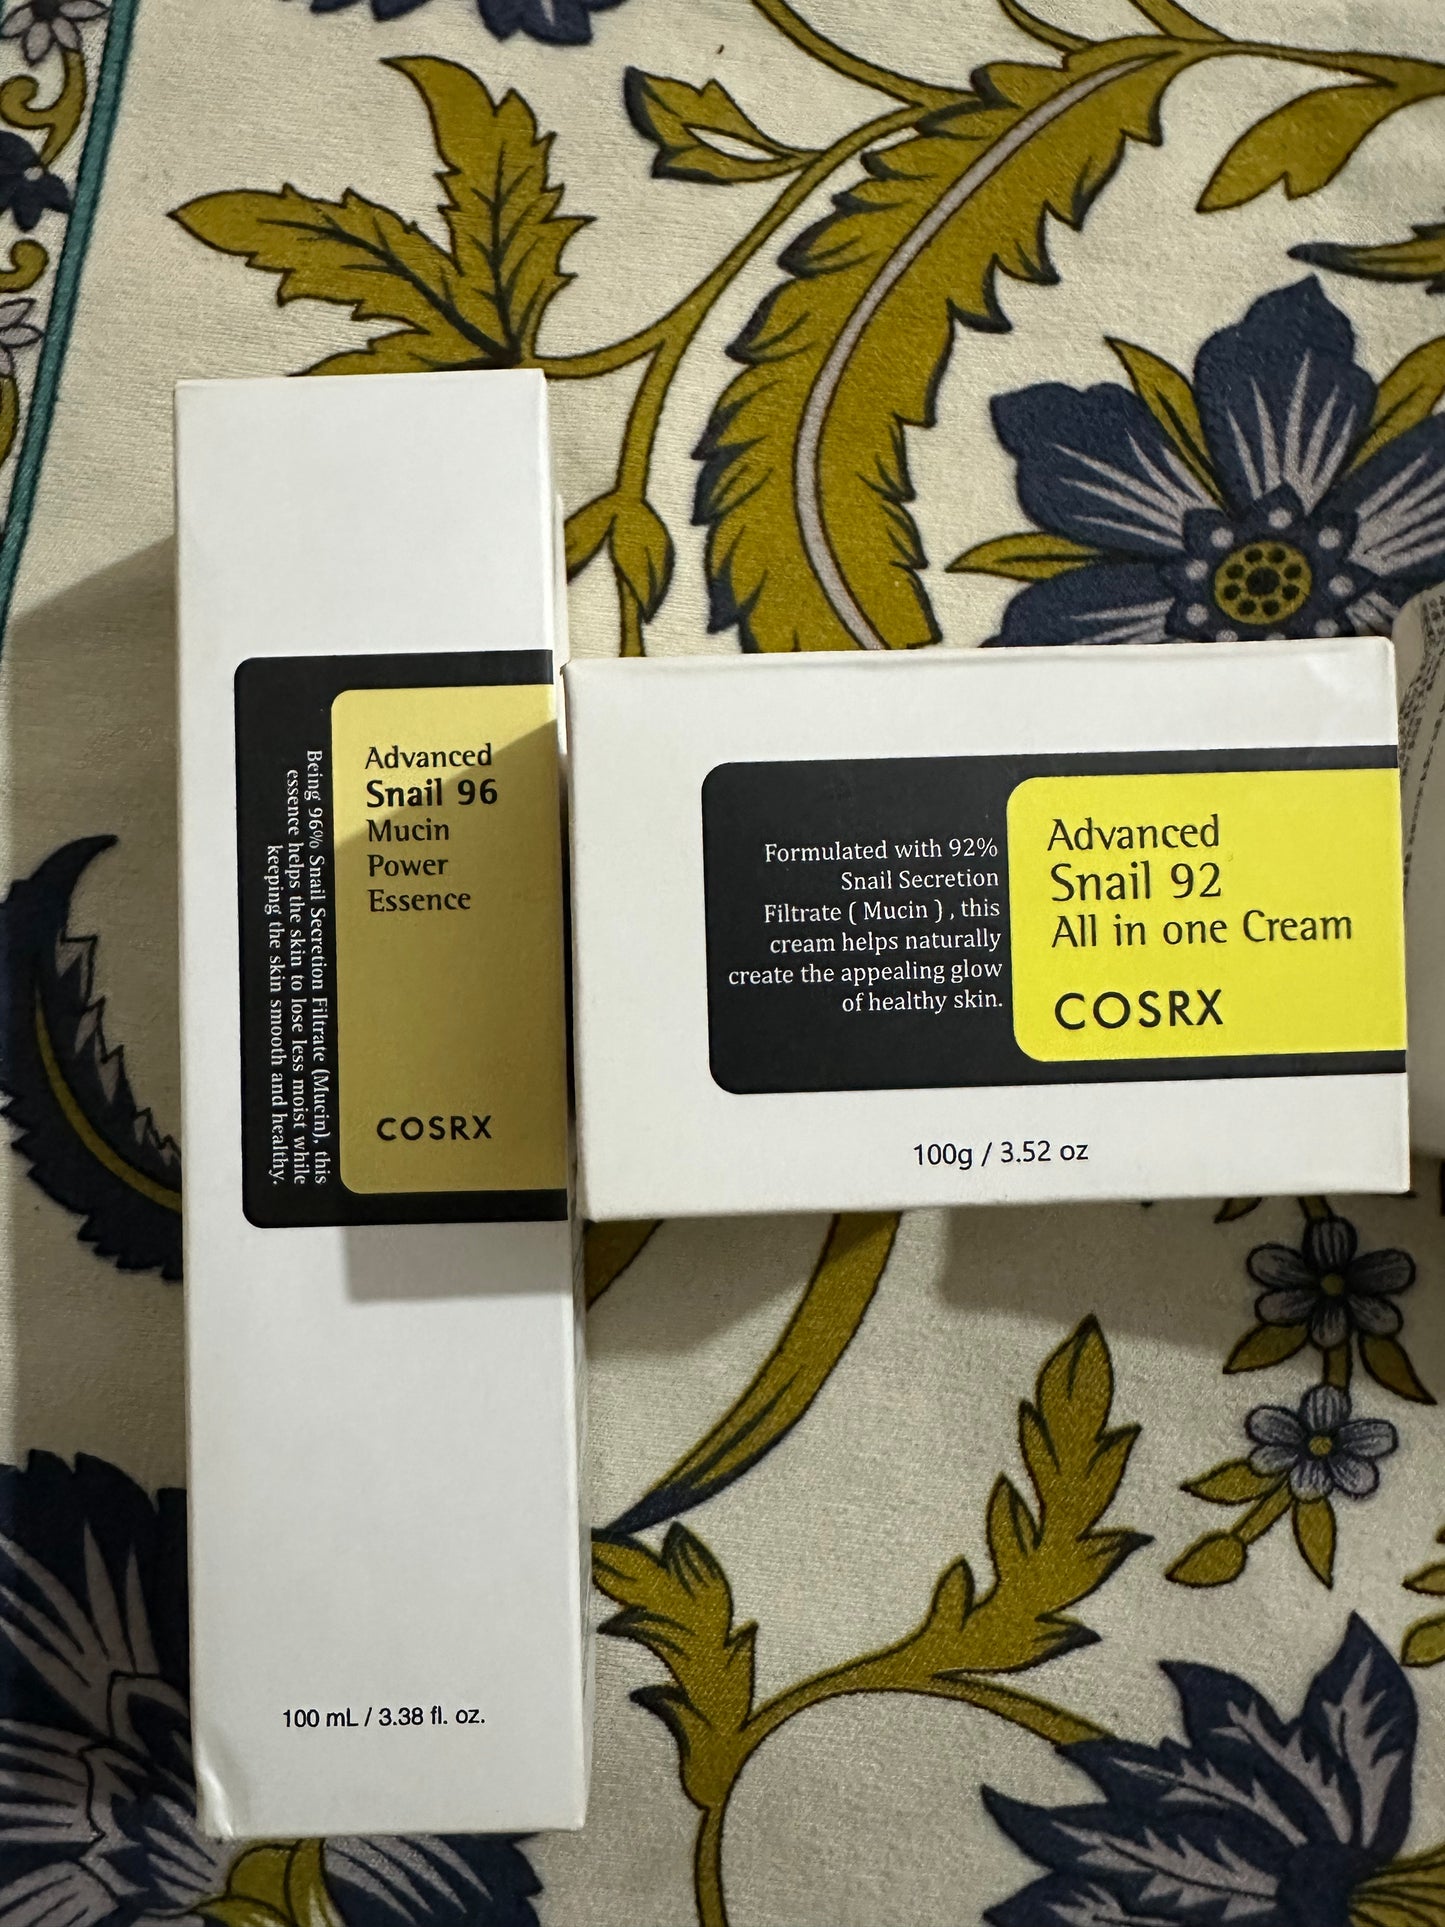 Advanced
Snail 96
Mucin
Power
Essence
COSRX
Being 96% Snail Secretion Filtrate (Mucin), this
essence helps the skin to lose less moist while
keeping the skin smooth and healthy.
100 mL / 3.38 fl. oz.
Formulated with 92%
Snail Secretion
Filtrate ( Mucin ) , this
cream helps naturally
create the appealing glow
of healthy skin.
Advanced
Snail 92
All in one Cream
COSRX
100g / 3.52 oz